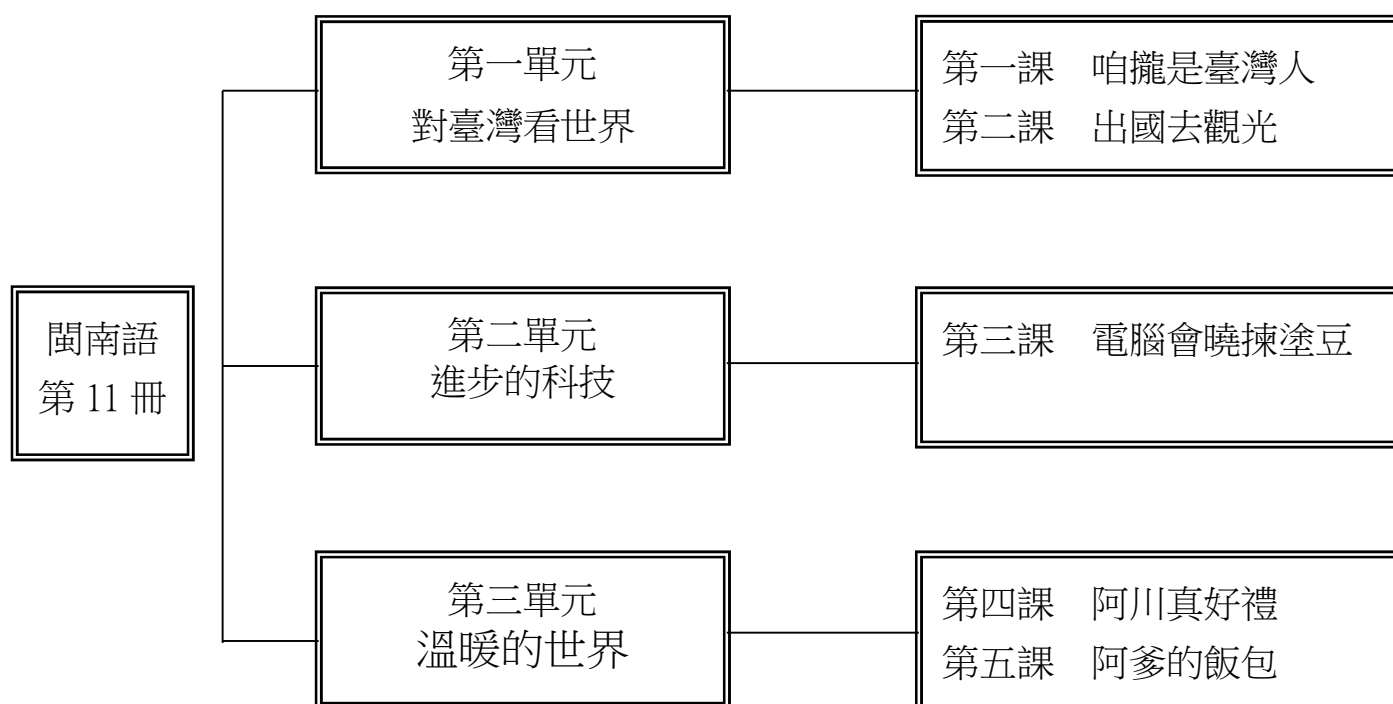 閩南語
第 11 冊
第一單元
對臺灣看世界
第一課　咱攏是臺灣人
第二課　出國去觀光
第二單元
進步的科技
第三課　電腦會曉揀塗豆
第三單元
溫暖的世界
第四課　阿川真好禮
第五課　阿爹的飯包